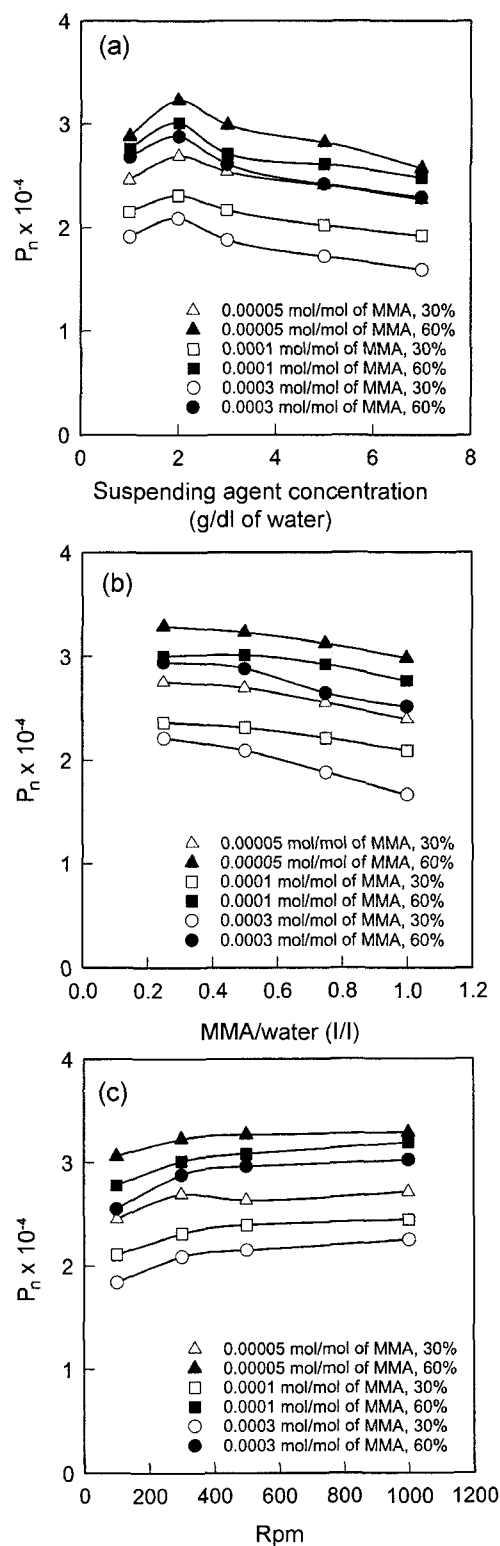 (a)
4
3
2
1
0
Pn x 10-4
△ 0.00005 mol/mol of MMA, 30%
▲ 0.00005 mol/mol of MMA, 60%
□ 0.0001 mol/mol of MMA, 30%
■ 0.0001 mol/mol of MMA, 60%
○ 0.0003 mol/mol of MMA, 30%
● 0.0003 mol/mol of MMA, 60%
0 2 4 6 8
Suspending agent concentration
(g/dl of water)
(b)
4
3
2
1
0
Pn x 10-4
△ 0.00005 mol/mol of MMA, 30%
▲ 0.00005 mol/mol of MMA, 60%
□ 0.0001 mol/mol of MMA, 30%
■ 0.0001 mol/mol of MMA, 60%
○ 0.0003 mol/mol of MMA, 30%
● 0.0003 mol/mol of MMA, 60%
0.0 0.2 0.4 0.6 0.8 1.0 1.2
MMA/water (l/l)
(c)
4
3
2
1
0
Pn x 10-4
△ 0.00005 mol/mol of MMA, 30%
▲ 0.00005 mol/mol of MMA, 60%
□ 0.0001 mol/mol of MMA, 30%
■ 0.0001 mol/mol of MMA, 60%
○ 0.0003 mol/mol of MMA, 30%
● 0.0003 mol/mol of MMA, 60%
0 200 400 600 800 1000 1200
Rpm